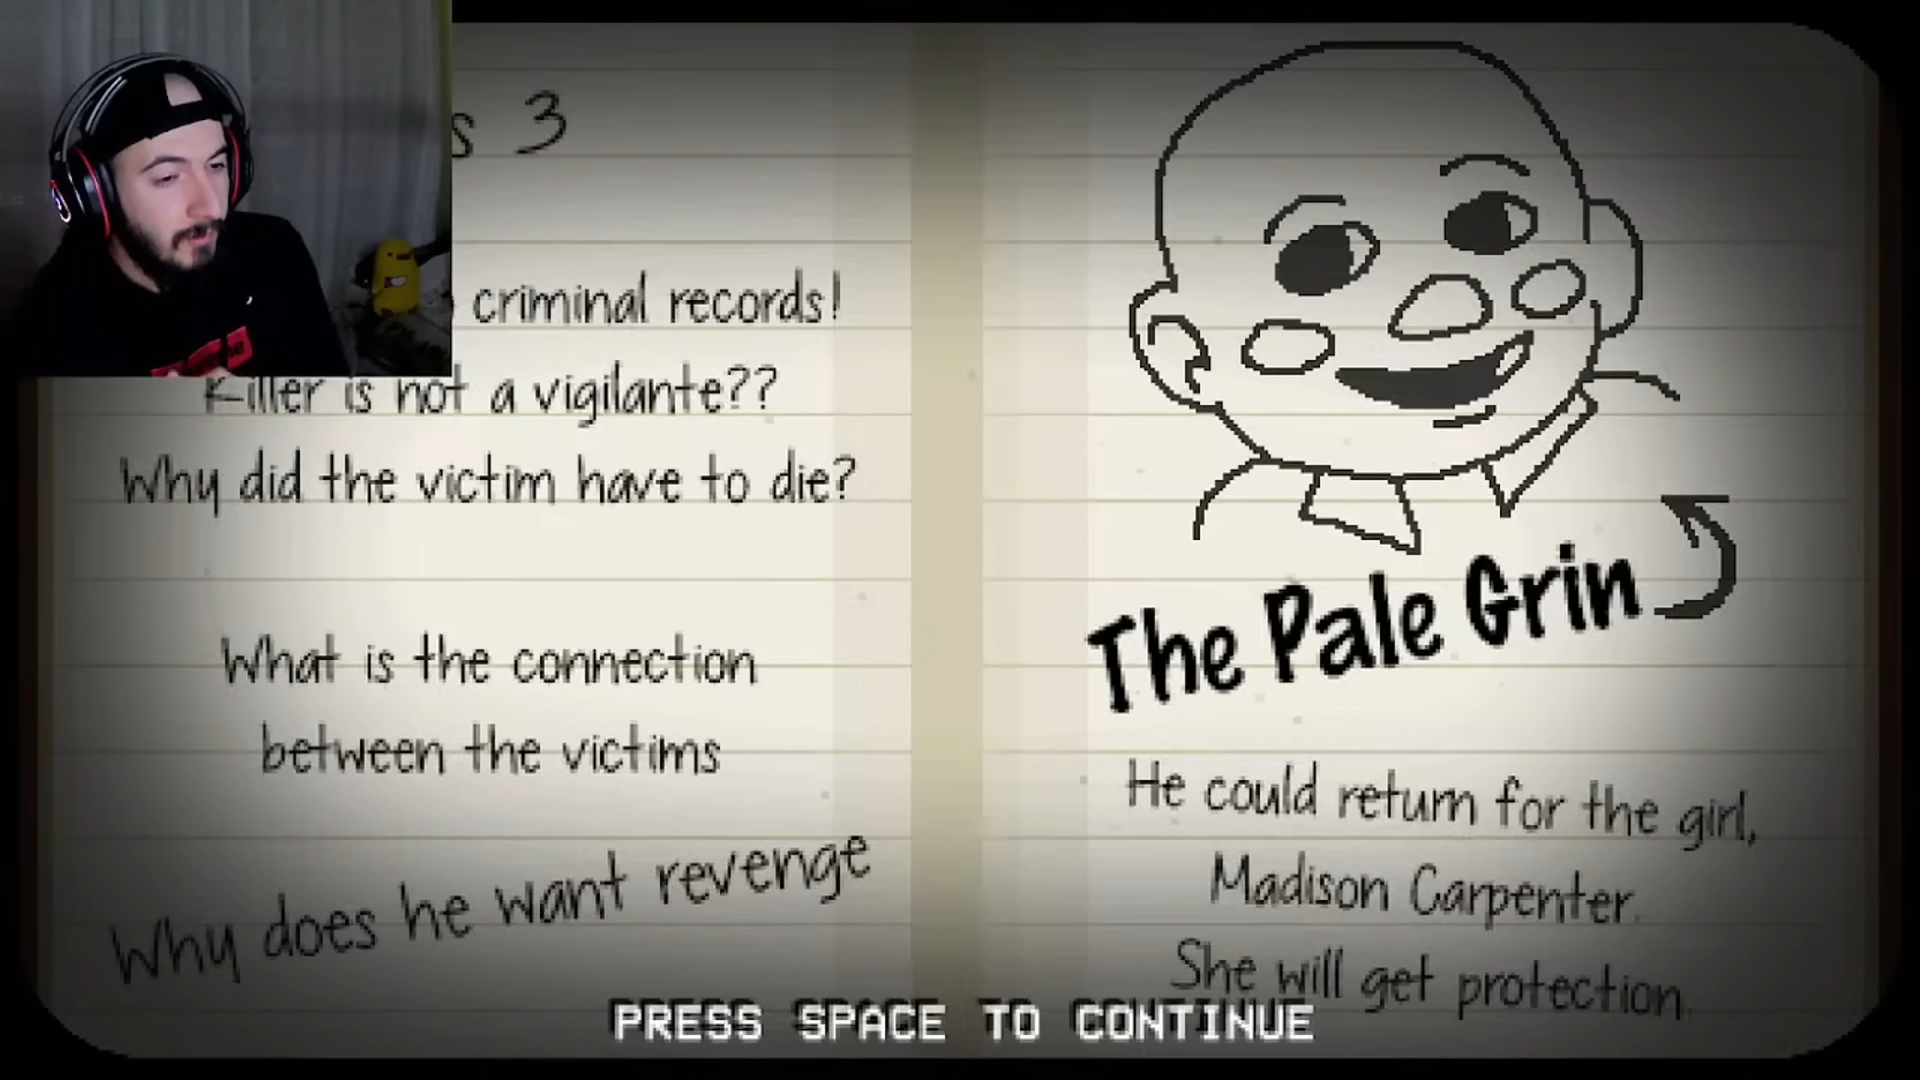 s 3
criminal records!
Killer is not a vigilante??
Why did the victim have to die?
What is the connection
between the victims
Why does he want revenge
The Pale Grin
He could return for the girl,
Madison Carpenter.
She will get protection.
PRESS SPACE TO CONTINUE